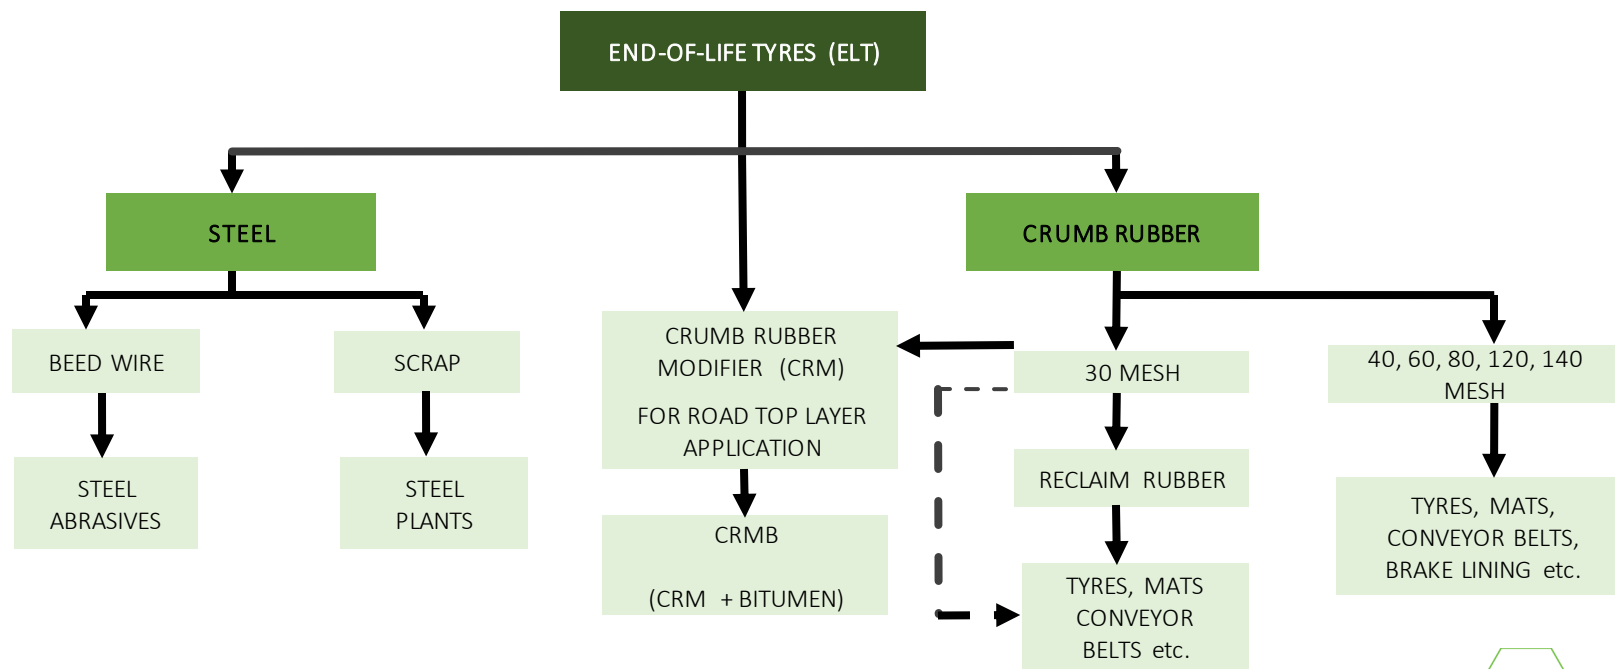 END-OF-LIFE TYRES (ELT)
STEEL
CRUMB RUBBER
BEED WIRE
SCRAP
CRUMB RUBBER
MODIFIER (CRM)
FOR ROAD TOP LAYER
APPLICATION
30 MESH
40, 60, 80, 120, 140
MESH
STEEL
ABRASIVES
STEEL
PLANTS
CRMB
(CRM + BITUMEN)
RECLAIM RUBBER
TYRES, MATS
CONVEYOR
BELTS etc.
TYRES, MATS,
CONVEYOR BELTS,
BRAKE LINING etc.